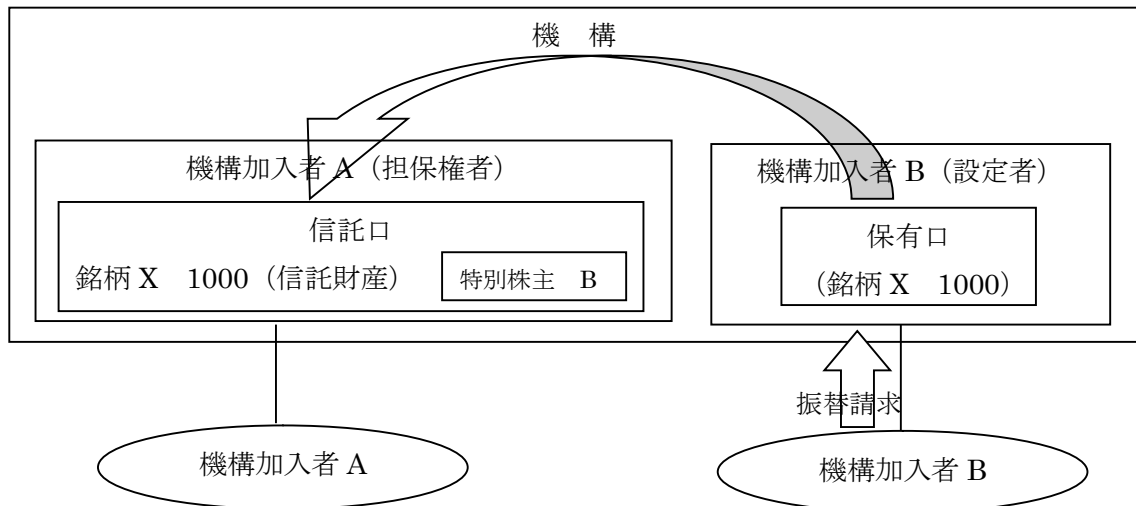 機 構
機構加入者 A（担保権者）
信託口
銘柄 X 1000（信託財産）
特別株主 B
機構加入者 B（設定者）
保有口
（銘柄 X 1000）
振替請求
機構加入者 A
機構加入者 B